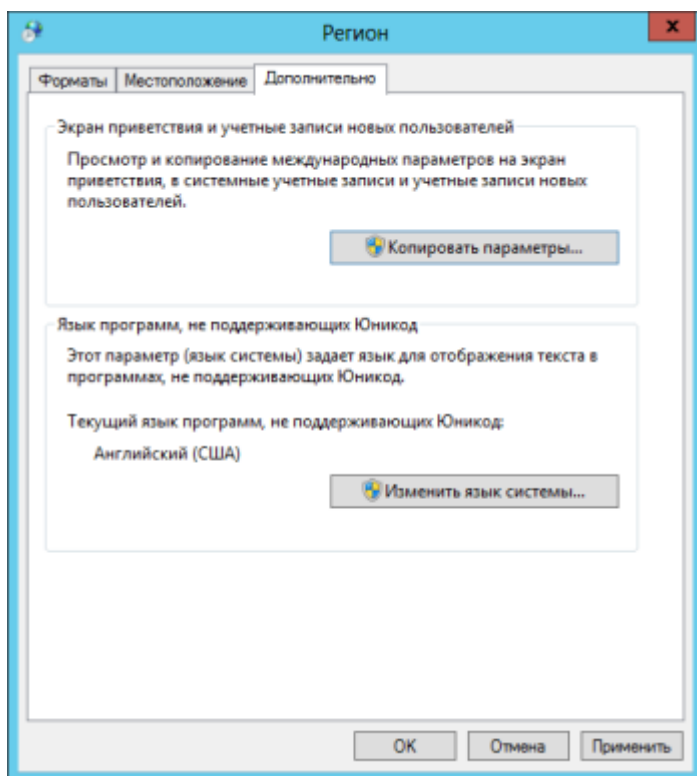 Регион
Форматы Местоположение Дополнительно
Экран приветствия и учетные записи новых пользователей
Просмотр и копирование международных параметров на экран
приветствия, в системные учетные записи и учетные записи новых
пользователей.
Копировать параметры...
Язык программ, не поддерживающих Юникод
Этот параметр (язык системы) задает язык для отображения текста в
программах, не поддерживающих Юникод.
Текущий язык программ, не поддерживающих Юникод:
Английский (США)
Изменить язык системы...
OK Отмена Применить